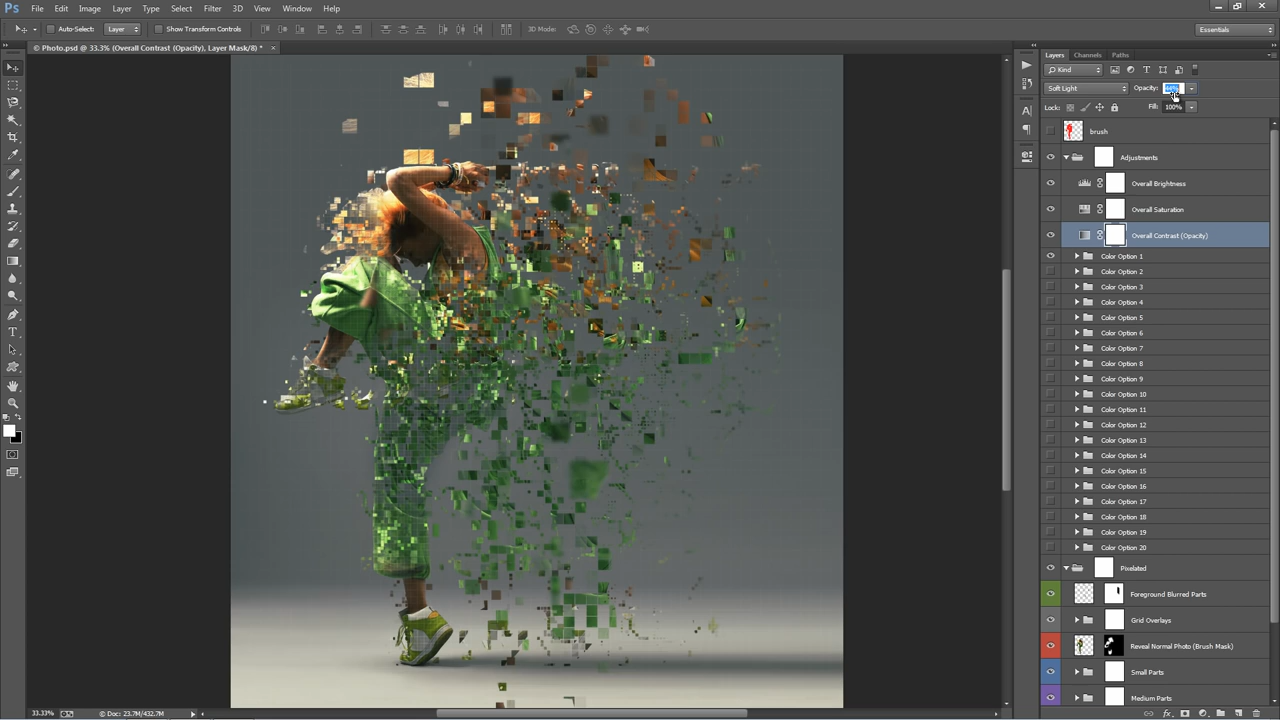 Ps File Edit Image Layer Type Select Filter 3D View Window Help
Auto-Select: Layer Show Transform Controls 3D Mode: Essentials
© Photo.psd @ 33.3% (Overall Contrast (Opacity), Layer Mask/8) * ×
Layers Channels Paths
Kind
Soft Light Opacity: 44%
Lock: Fill: 100%
brush
Adjustments
Overall Brightness
Overall Saturation
Overall Contrast (Opacity)
Color Option 1
Color Option 2
Color Option 3
Color Option 4
Color Option 5
Color Option 6
Color Option 7
Color Option 8
Color Option 9
Color Option 10
Color Option 11
Color Option 12
Color Option 13
Color Option 14
Color Option 15
Color Option 16
Color Option 17
Color Option 18
Color Option 19
Color Option 20
Pixelated
Foreground Blurred Parts
Grid Overlays
Reveal Normal Photo (Brush Mask)
Small Parts
Medium Parts
33.33% © Doc: 23.7M/432.7M